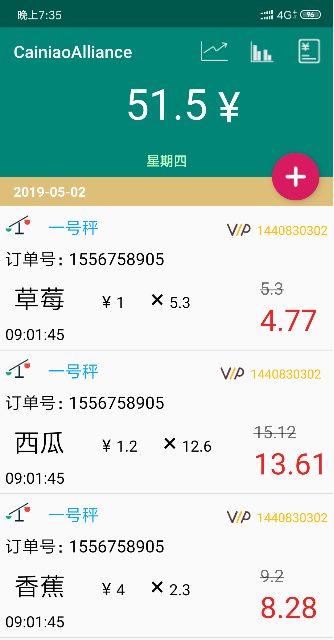 晚上7:35 4G 96
CainiaoAlliance ¥
51.5 ¥
星期四
2019-05-02
一号秤 VIP 1440830302
订单号: 1556758905
草莓 ¥ 1 × 5.3 5.3 4.77
09:01:45
一号秤 VIP 1440830302
订单号: 1556758905
西瓜 ¥ 1.2 × 12.6 15.12 13.61
09:01:45
一号秤 VIP 1440830302
订单号: 1556758905
香蕉 ¥ 4 × 2.3 9.2 8.28
09:01:45